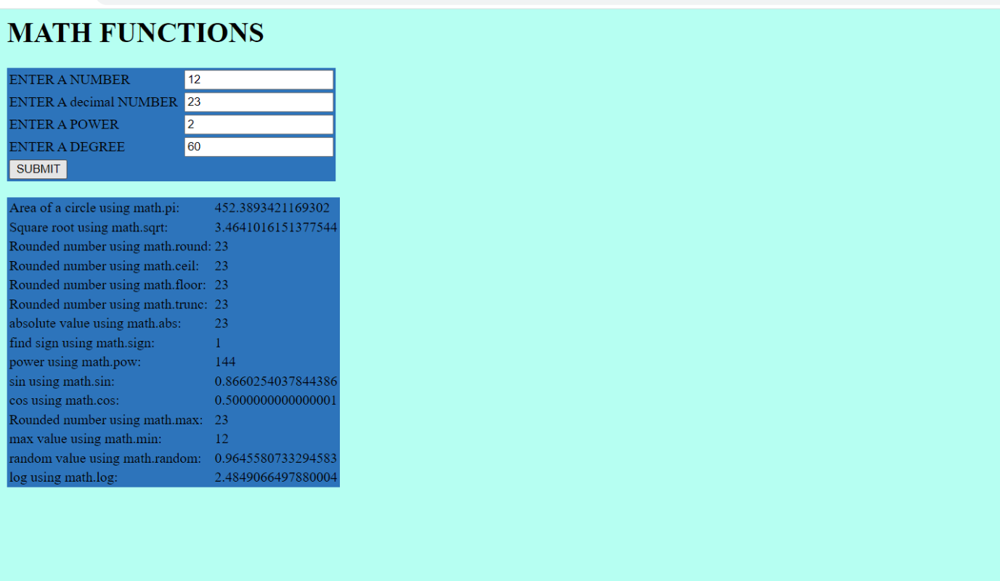 MATH FUNCTIONS
ENTER A NUMBER 12
ENTER A decimal NUMBER 23
ENTER A POWER 2
ENTER A DEGREE 60
SUBMIT
Area of a circle using math.pi: 452.3893421169302
Square root using math.sqrt: 3.4641016151377544
Rounded number using math.round: 23
Rounded number using math.ceil: 23
Rounded number using math.floor: 23
Rounded number using math.trunc: 23
absolute value using math.abs: 23
find sign using math.sign: 1
power using math.pow: 144
sin using math.sin: 0.8660254037844386
cos using math.cos: 0.5000000000000001
Rounded number using math.max: 23
max value using math.min: 12
random value using math.random: 0.9645580733294583
log using math.log: 2.4849066497880004